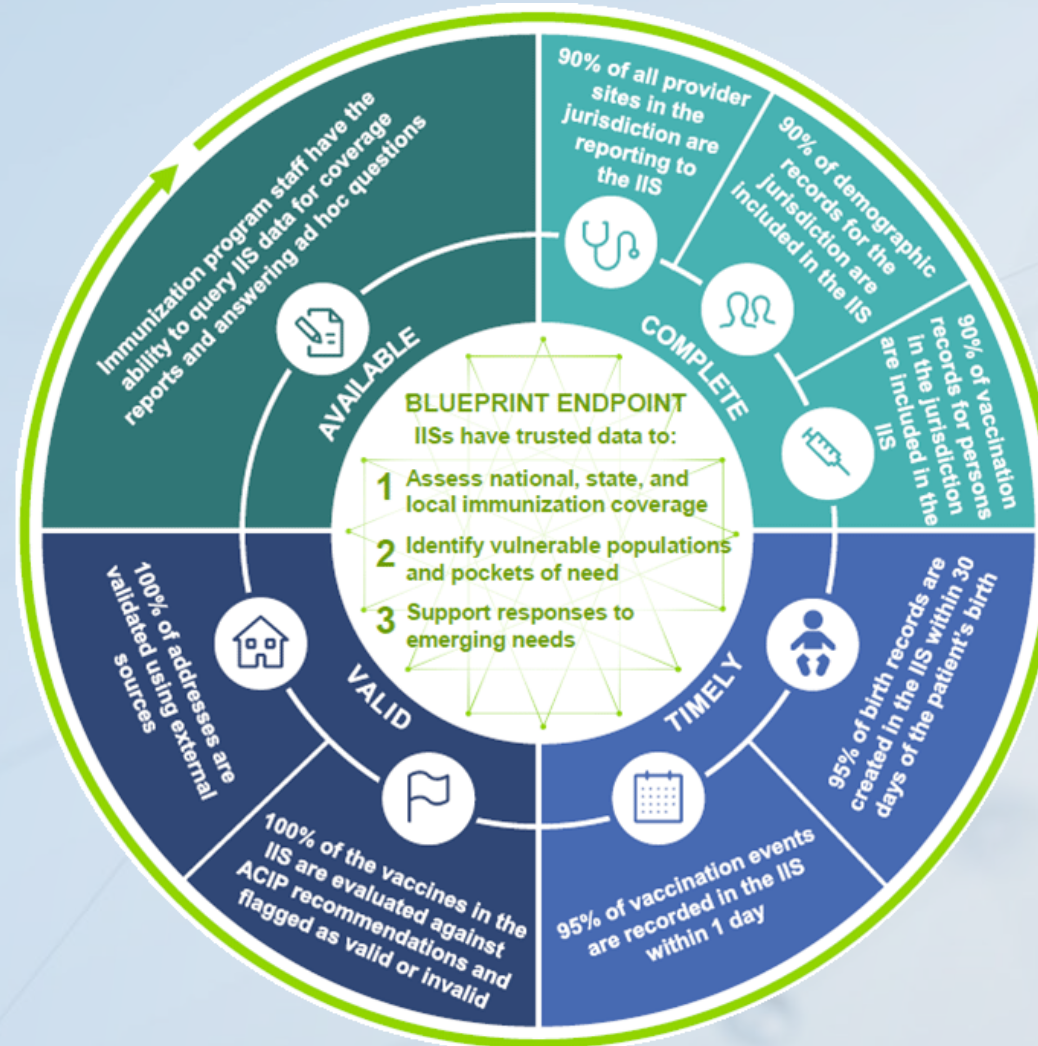 90% of all provider
sites in the
jurisdiction are
reporting to
the IIS
90% of demographic
records for the
jurisdiction are
included in the IIS
90% of vaccination
records for persons
in the jurisdiction
are included in the
IIS
COMPLETE
95% of birth records are
created in the IIS within 30
days of the patient's birth
95% of vaccination events
are recorded in the IIS
within 1 day
TIMELY
100% of the vaccines in the
IIS are evaluated against
ACIP recommendations and
flagged as valid or invalid
100% of addresses are
validated using external
sources
VALID
Immunization program staff have the
ability to query IIS data for coverage
reports and answering ad hoc questions
AVAILABLE
BLUEPRINT ENDPOINT
IISs have trusted data to:
1 Assess national, state, and
local immunization coverage
2 Identify vulnerable populations
and pockets of need
3 Support responses to
emerging needs